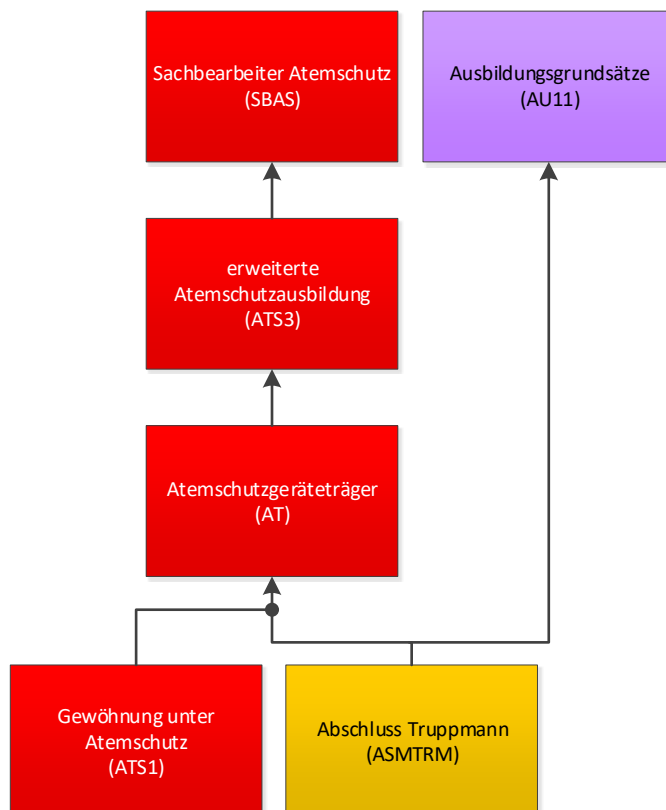 Sachbearbeiter Atemschutz
(SBAS)
Ausbildungsgrundsätze
(AU11)
erweiterte
Atemschutzausbildung
(ATS3)
Atemschutzgeräteträger
(AT)
Gewöhnung unter
Atemschutz
(ATS1)
Abschluss Truppmann
(ASMTRM)